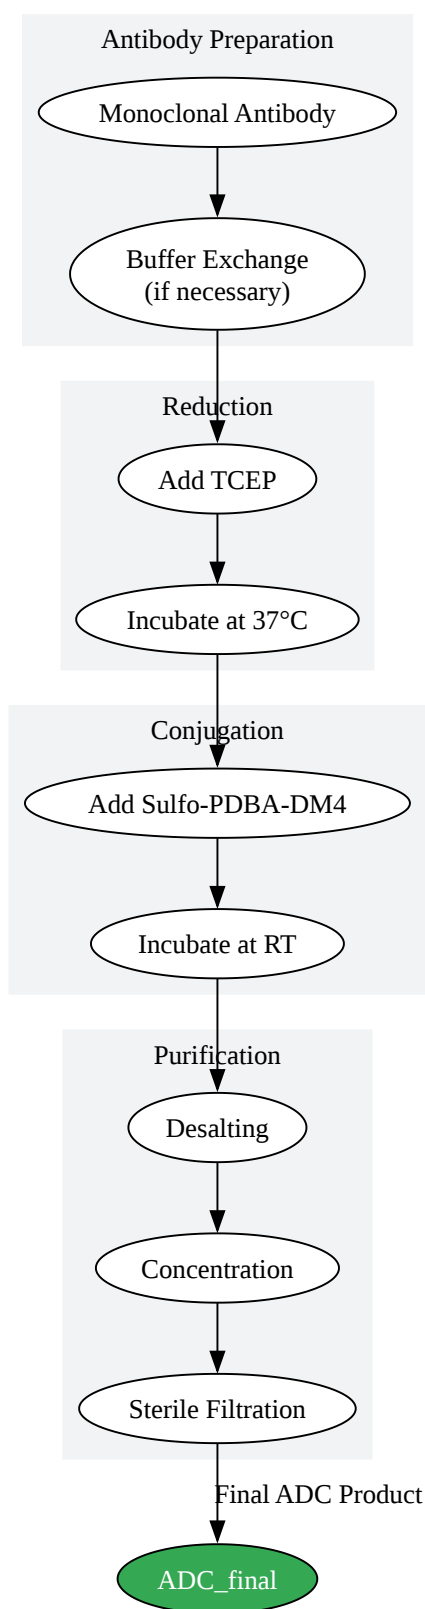 Antibody Preparation
Monoclonal Antibody
Buffer Exchange
(if necessary)
Reduction
Add TCEP
Incubate at 37°C
Conjugation
Add Sulfo-PDBA-DM4
Incubate at RT
Purification
Desalting
Concentration
Sterile Filtration
Final ADC Product
ADC_final